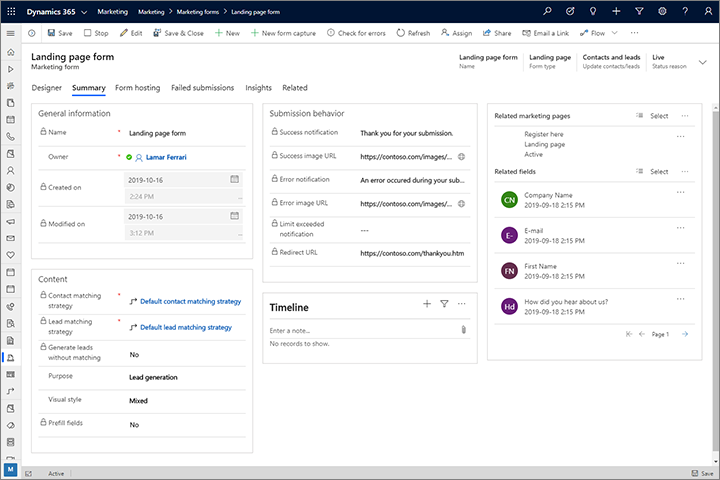 Dynamics 365 Marketing Marketing > Marketing forms > Landing page form
Save Stop Edit Save & Close New New form capture Check for errors Refresh Assign Share Email a Link Flow
Landing page form
Marketing form
Landing page form Landing page Contacts and leads Live
Name Form type Update contacts/leads Status reason
Designer Summary Form hosting Failed submissions Insights Related
General information
Name * Landing page form
Owner * Lamar Ferrari
Created on
2019-10-16
2:24 PM
Modified on
2019-10-16
3:12 PM
Content
Contact matching strategy * Default contact matching strategy
Lead matching strategy * Default lead matching strategy
Generate leads without matching No
Purpose Lead generation
Visual style Mixed
Prefill fields No
Submission behavior
Success notification Thank you for your submission.
Success image URL https://contoso.com/images/...
Error notification An error occured during your sub...
Error image URL https://contoso.com/images/...
Limit exceeded notification ---
Redirect URL https://contoso.com/thankyou.htm
Timeline
Enter a note...
No records to show.
Related marketing pages Select
Register here
Landing page
Active
Related fields Select
CN Company Name
2019-09-18 2:15 PM
E- E-mail
2019-09-18 2:15 PM
FN First Name
2019-09-18 2:15 PM
Hd How did you hear about us?
2019-09-18 2:15 PM
Page 1
M Active Save